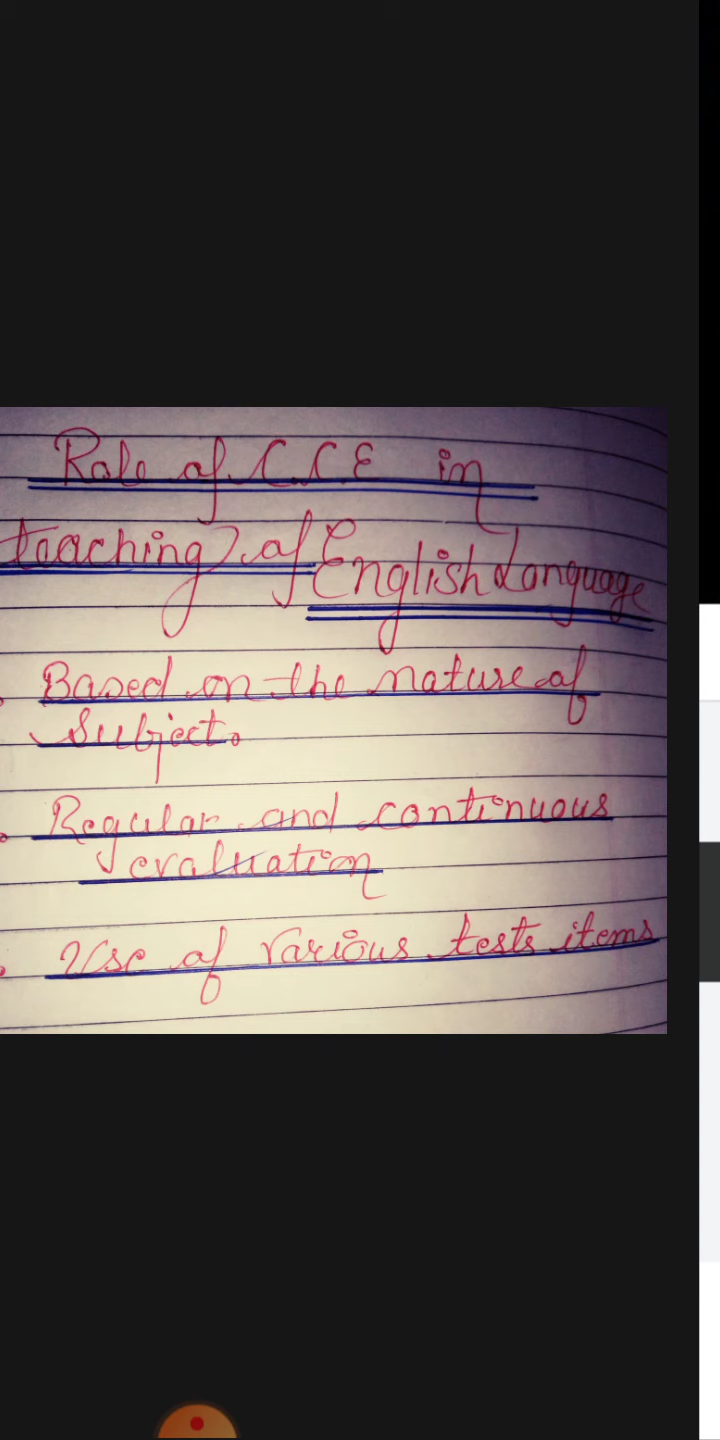 Role of C.C.E in
teaching of English Language
Based on the nature of
Subject.
Regular and continuous
evaluation
Use of various tests items